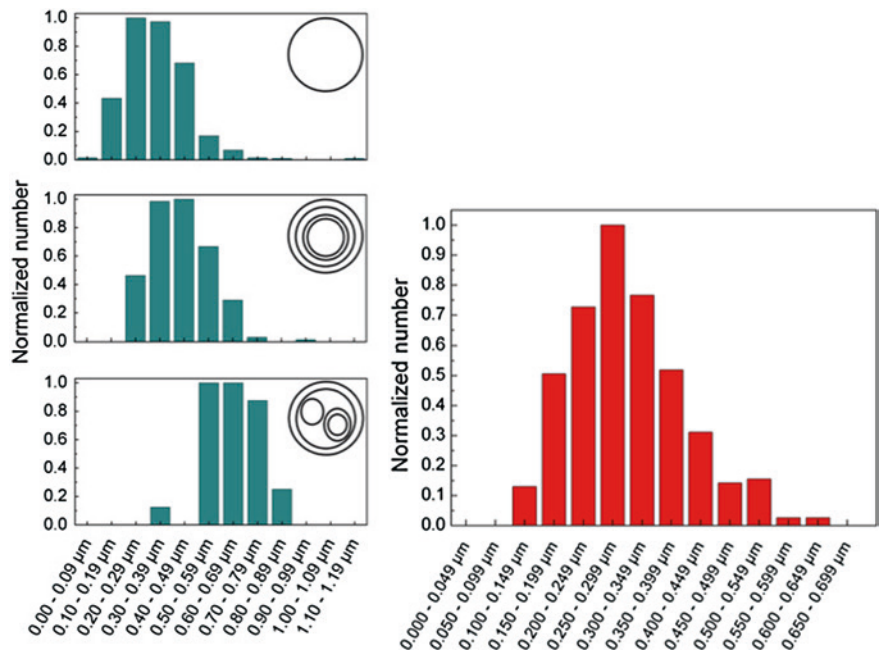 Normalized number
1.0
0.8
0.6
0.4
0.2
0.0
1.0
0.8
0.6
0.4
0.2
0.0
1.0
0.8
0.6
0.4
0.2
0.0
0.00 - 0.09 µm
0.10 - 0.19 µm
0.20 - 0.29 µm
0.30 - 0.39 µm
0.40 - 0.49 µm
0.50 - 0.59 µm
0.60 - 0.69 µm
0.70 - 0.79 µm
0.80 - 0.89 µm
0.90 - 0.99 µm
1.00 - 1.09 µm
1.10 - 1.19 µm
Normalized number
1.0
0.9
0.8
0.7
0.6
0.5
0.4
0.3
0.2
0.1
0.0
0.000 - 0.049 µm
0.050 - 0.099 µm
0.100 - 0.149 µm
0.150 - 0.199 µm
0.200 - 0.249 µm
0.250 - 0.299 µm
0.300 - 0.349 µm
0.350 - 0.399 µm
0.400 - 0.449 µm
0.450 - 0.499 µm
0.500 - 0.549 µm
0.550 - 0.599 µm
0.600 - 0.649 µm
0.650 - 0.699 µm